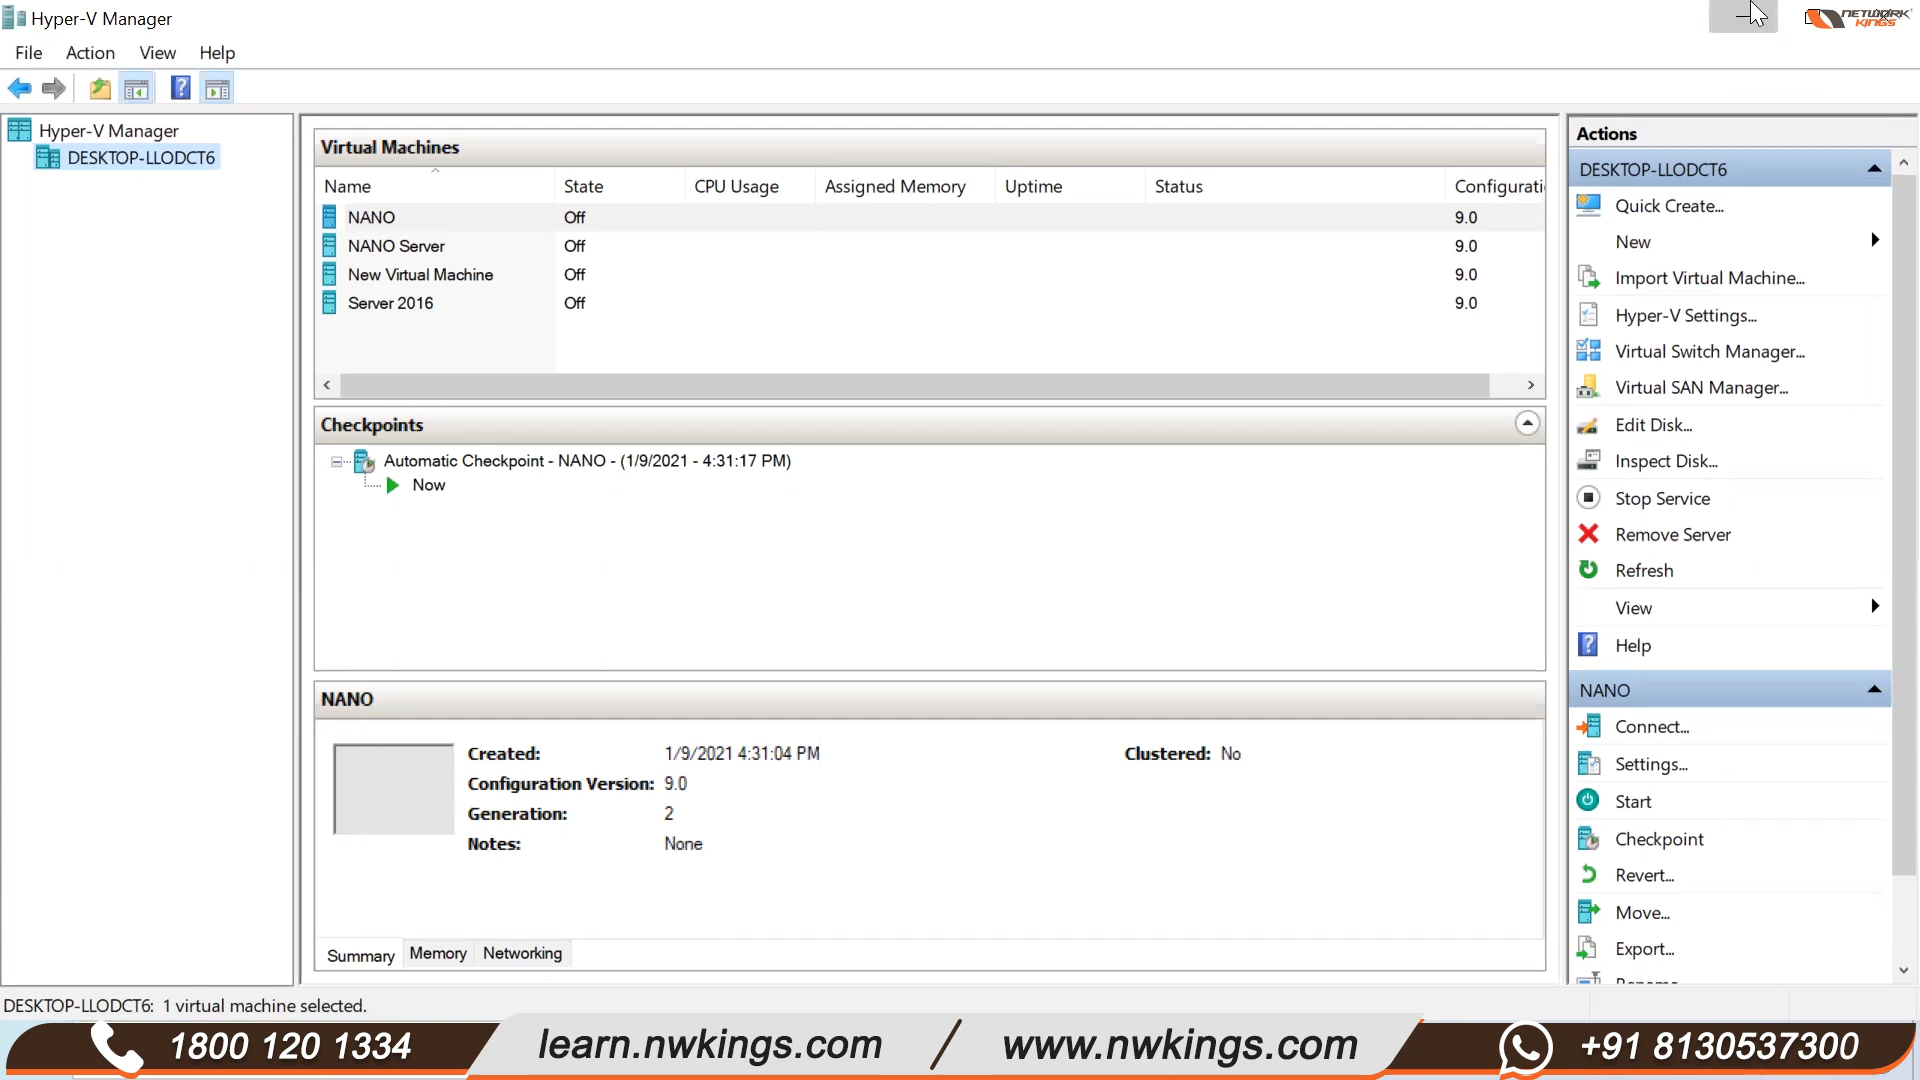 Hyper-V Manager
NETWORK
KINGS
File Action View Help
Hyper-V Manager
DESKTOP-LLODCT6
Virtual Machines
Name State CPU Usage Assigned Memory Uptime Status Configurati
NANO Off 9.0
NANO Server Off 9.0
New Virtual Machine Off 9.0
Server 2016 Off 9.0
Checkpoints
Automatic Checkpoint - NANO - (1/9/2021 - 4:31:17 PM)
Now
NANO
Created: 1/9/2021 4:31:04 PM Clustered: No
Configuration Version: 9.0
Generation: 2
Notes: None
Summary Memory Networking
Actions
DESKTOP-LLODCT6
Quick Create...
New
Import Virtual Machine...
Hyper-V Settings...
Virtual Switch Manager...
Virtual SAN Manager...
Edit Disk...
Inspect Disk...
Stop Service
Remove Server
Refresh
View
Help
NANO
Connect...
Settings...
Start
Checkpoint
Revert...
Move...
Export...
DESKTOP-LLODCT6: 1 virtual machine selected.
1800 120 1334 learn.nwkings.com / www.nwkings.com +91 8130537300